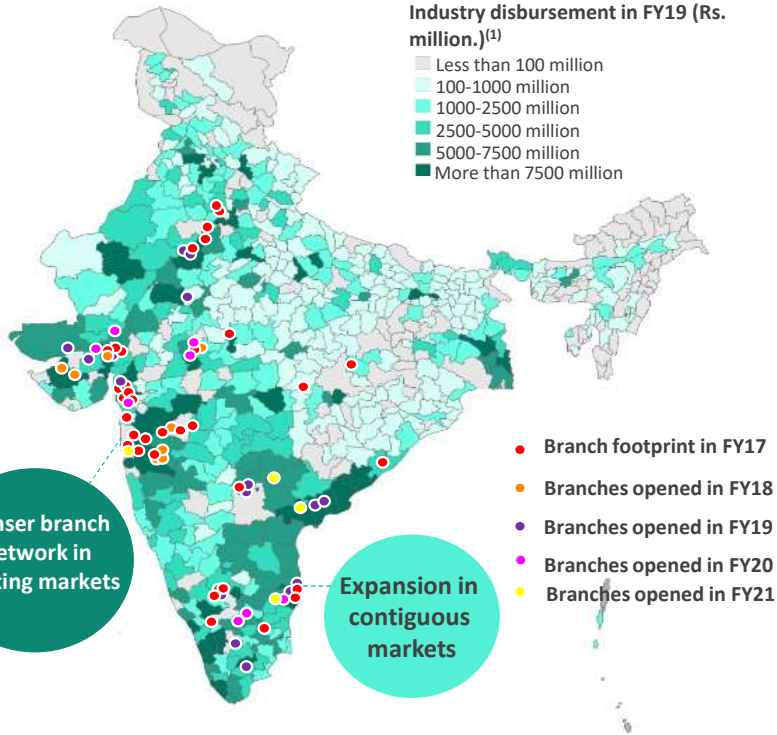 Industry disbursement in FY19 (Rs.
million.)(1)
Less than 100 million
100-1000 million
1000-2500 million
2500-5000 million
5000-7500 million
More than 7500 million
Branch footprint in FY17
Branches opened in FY18
Branches opened in FY19
Branches opened in FY20
Branches opened in FY21
branch
in
markets
Expansion in
contiguous
markets